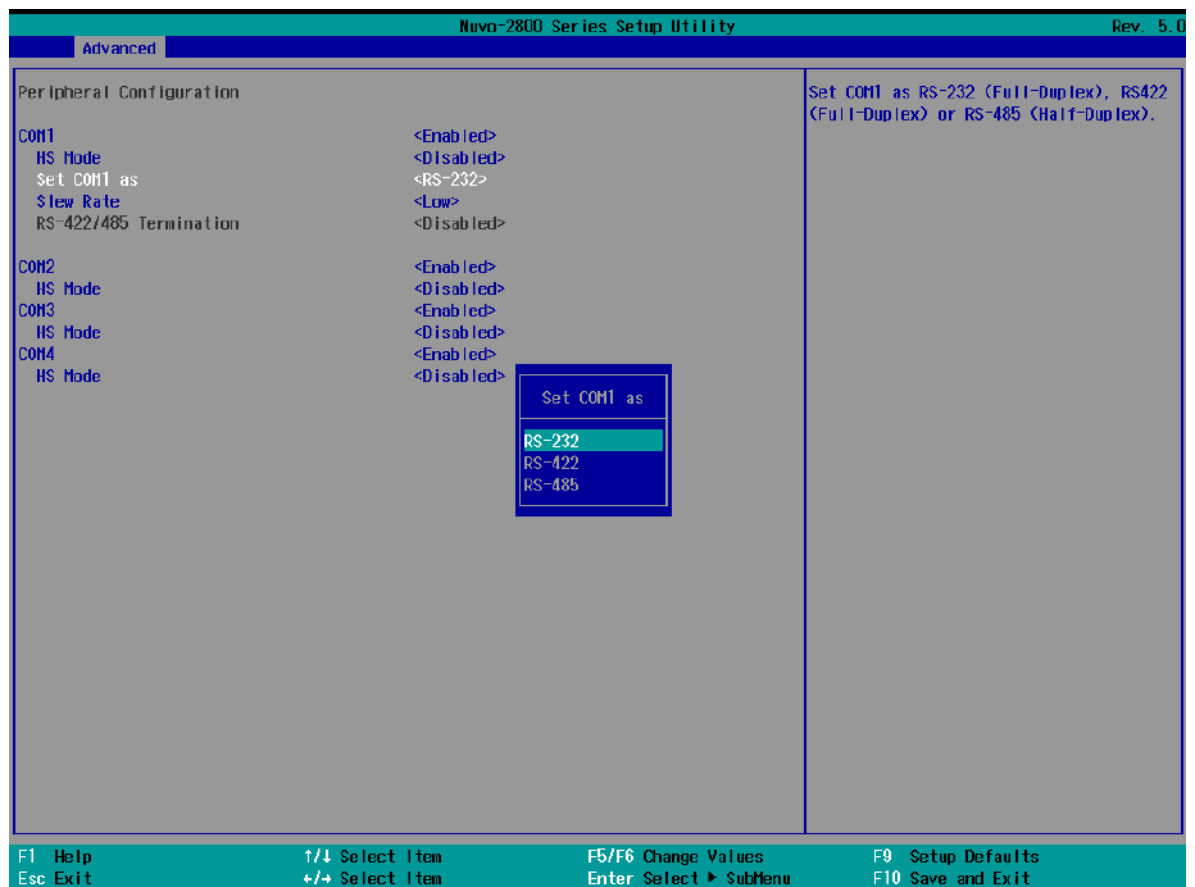 Nuvo-2800 Series Setup Utility Rev. 5.0
Advanced
Peripheral Configuration
Set COM1 as RS-232 (Full-Duplex), RS422
(Full-Duplex) or RS-485 (Half-Duplex).
COM1 <Enabled>
HS Mode <Disabled>
Set COM1 as <RS-232>
Slew Rate <Low>
RS-422/485 Termination <Disabled>
COM2 <Enabled>
HS Mode <Disabled>
COM3 <Enabled>
HS Mode <Disabled>
COM4 <Enabled>
HS Mode <Disabled>
Set COM1 as
RS-232
RS-422
RS-485
F1 Help ↑/↓ Select Item F5/F6 Change Values F9 Setup Defaults
Esc Exit ←/→ Select Item Enter Select ▶ SubMenu F10 Save and Exit